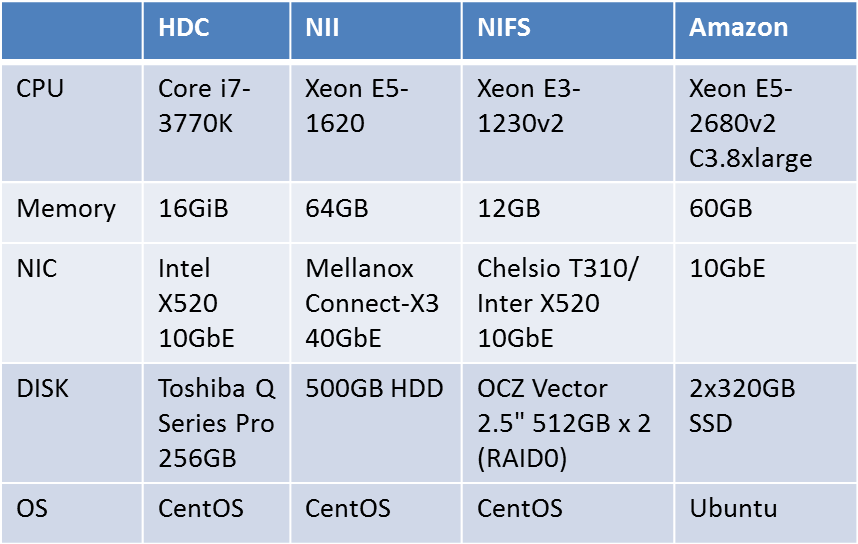 HDC NII NIFS Amazon
CPU Core i7- Xeon E5- Xeon E3- Xeon E5-
3770K 1620 1230v2 2680v2
C3.8xlarge
Memory 16GiB 64GB 12GB 60GB
NIC Intel Mellanox Chelsio T310/ 10GbE
X520 Connect-X3 Inter X520
10GbE 40GbE 10GbE
DISK Toshiba Q 500GB HDD OCZ Vector 2x320GB
Series Pro 2.5" 512GB x 2 SSD
256GB (RAID0)
OS CentOS CentOS CentOS Ubuntu